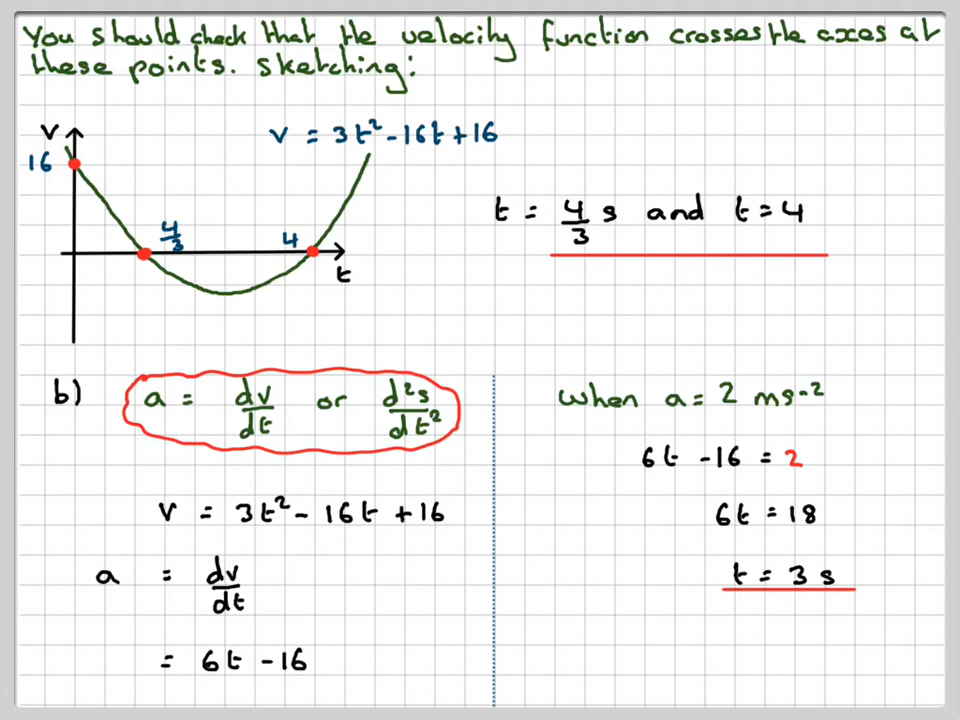 You should check that the velocity function crosses the axes at
these points. Sketching:
v
16
v = 3t² - 16t + 16
4/3
4
t
t = 4/3 s and t = 4
b)
a = dv/dt or d²s/dt²
v = 3t² - 16t + 16
a = dv/dt
= 6t - 16
when a = 2 ms-2
6t - 16 = 2
6t = 18
t = 3 s